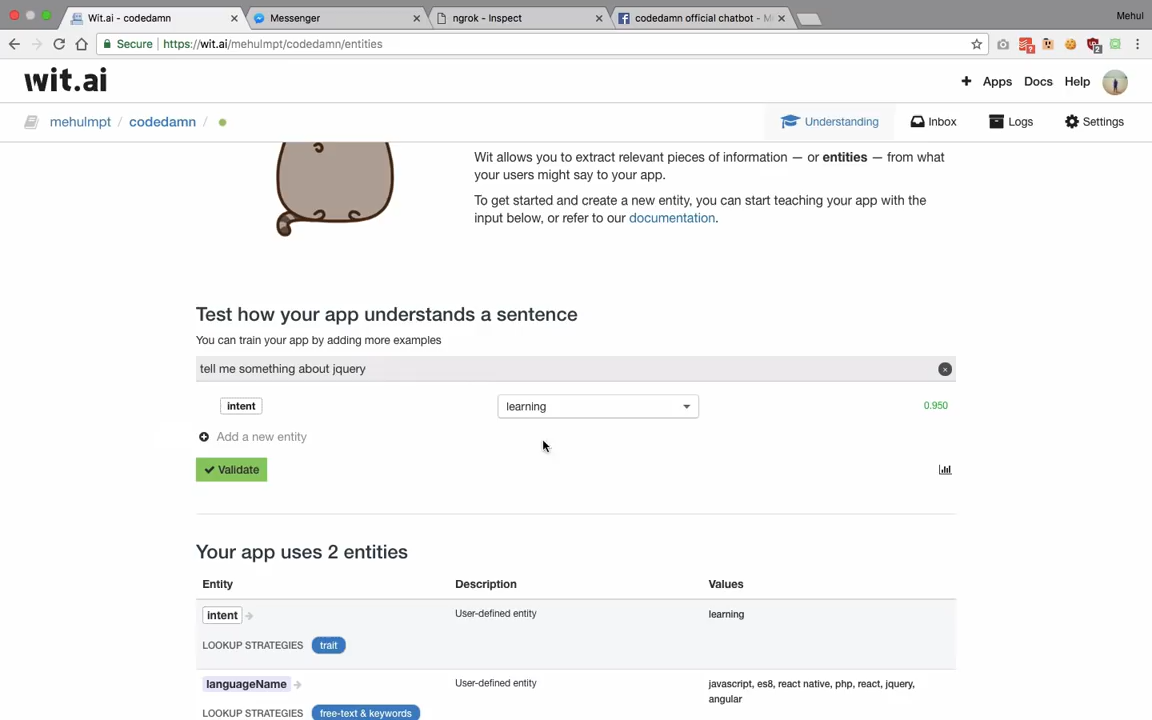 Wit.ai - codedamn
Messenger
ngrok - Inspect
codedamn official chatbot - M
Mehul
Secure
https://wit.ai/mehulmpt/codedamn/entities
wit.ai
+ Apps Docs Help
mehulmpt / codedamn /
Understanding
Inbox
Logs
Settings
Wit allows you to extract relevant pieces of information — or entities — from what
your users might say to your app.
To get started and create a new entity, you can start teaching your app with the
input below, or refer to our documentation.
Test how your app understands a sentence
You can train your app by adding more examples
tell me something about jquery
intent
learning
0.950
Add a new entity
Validate
Your app uses 2 entities
Entity Description Values
intent User-defined entity learning
LOOKUP STRATEGIES trait
languageName User-defined entity javascript, es8, react native, php, react, jquery,
angular
LOOKUP STRATEGIES free-text & keywords